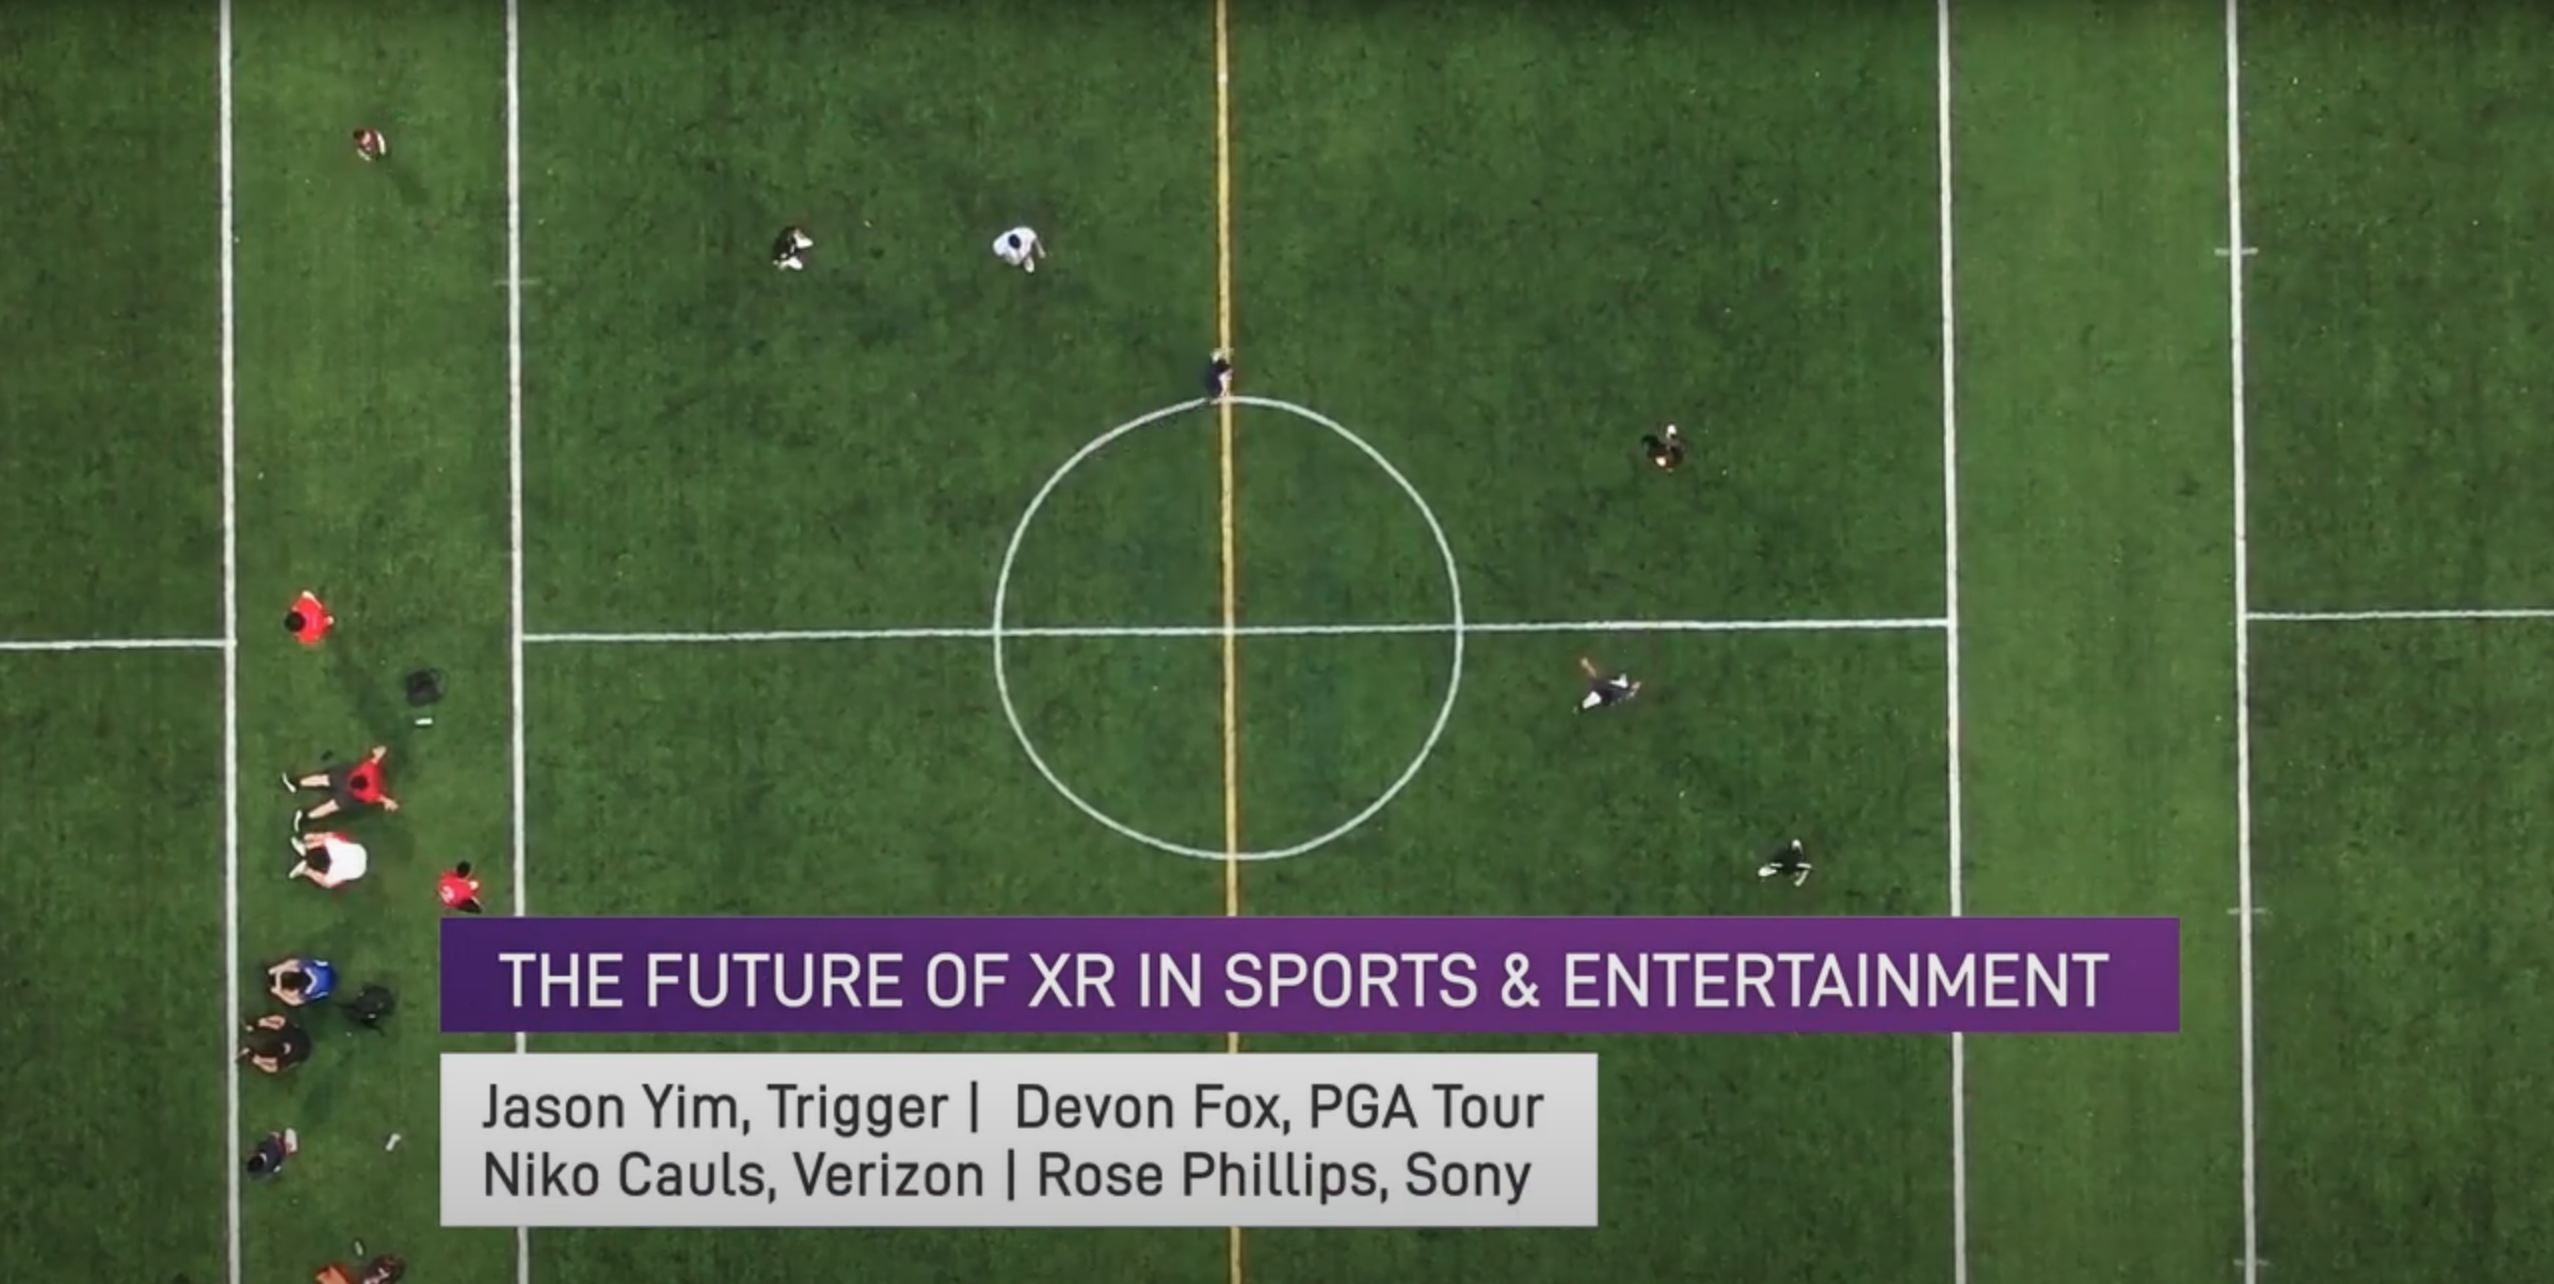 THE FUTURE OF XR IN SPORTS & ENTERTAINMENT
Jason Yim, Trigger | Devon Fox, PGA Tour
Niko Cauls, Verizon | Rose Phillips, Sony